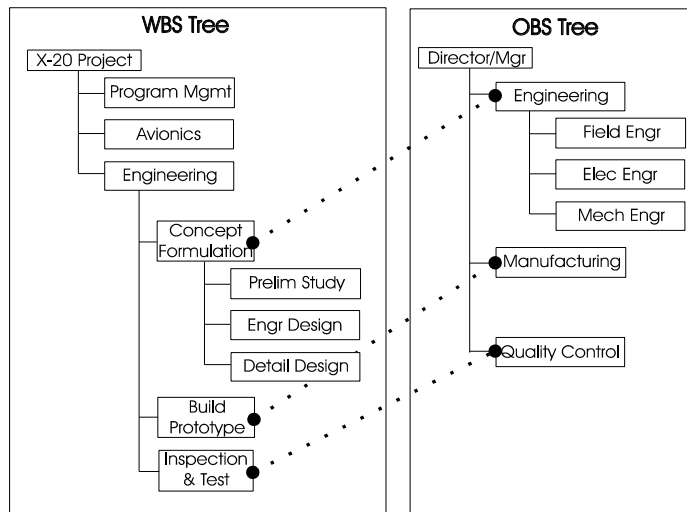 WBS Tree
X-20 Project
Program Mgmt
Avionics
Engineering
Concept
Formulation
Prelim Study
Engr Design
Detail Design
Build
Prototype
Inspection
& Test
OBS Tree
Director/Mgr
Engineering
Field Engr
Elec Engr
Mech Engr
Manufacturing
Quality Control